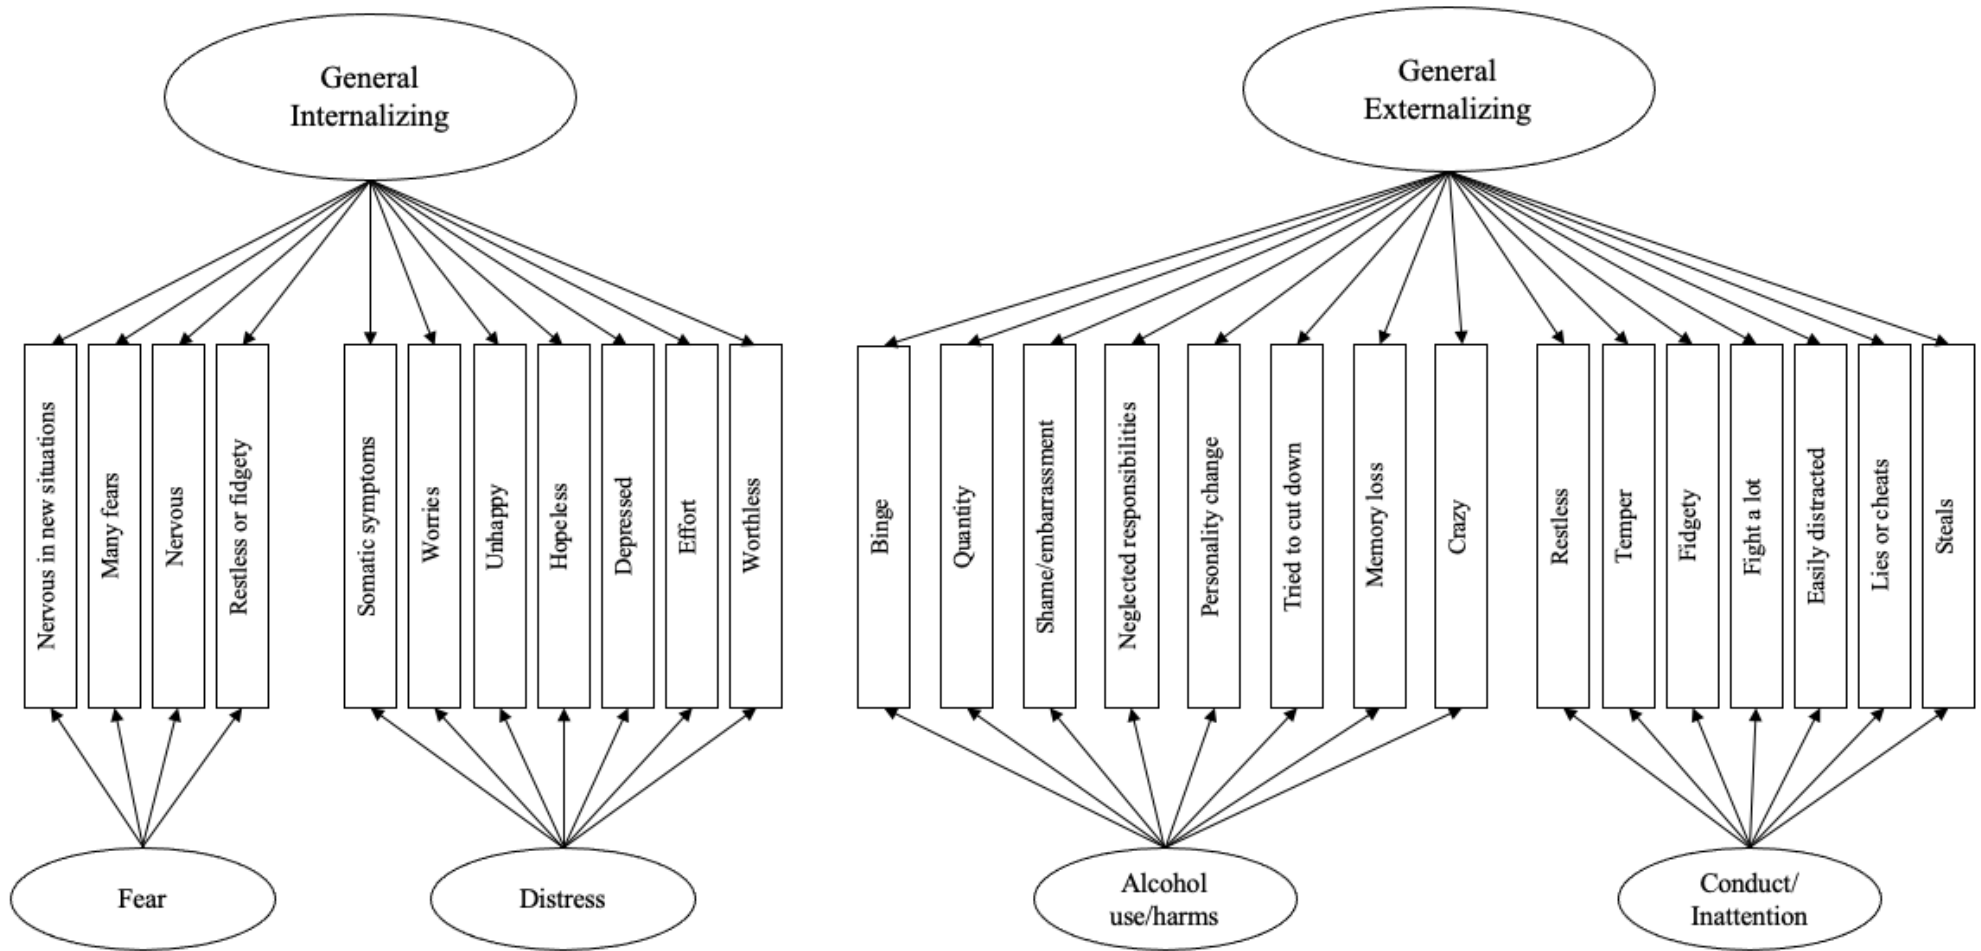 General
Internalizing
General
Externalizing
Nervous in new situations
Many fears
Nervous
Restless or fidgety
Somatic symptoms
Worries
Unhappy
Hopeless
Depressed
Effort
Worthless
Binge
Quantity
Shame/embarrassment
Neglected responsibilities
Personality change
Tried to cut down
Memory loss
Crazy
Restless
Temper
Fidgety
Fight a lot
Easily distracted
Lies or cheats
Steals
Fear
Distress
Alcohol
use/harms
Conduct/
Inattention